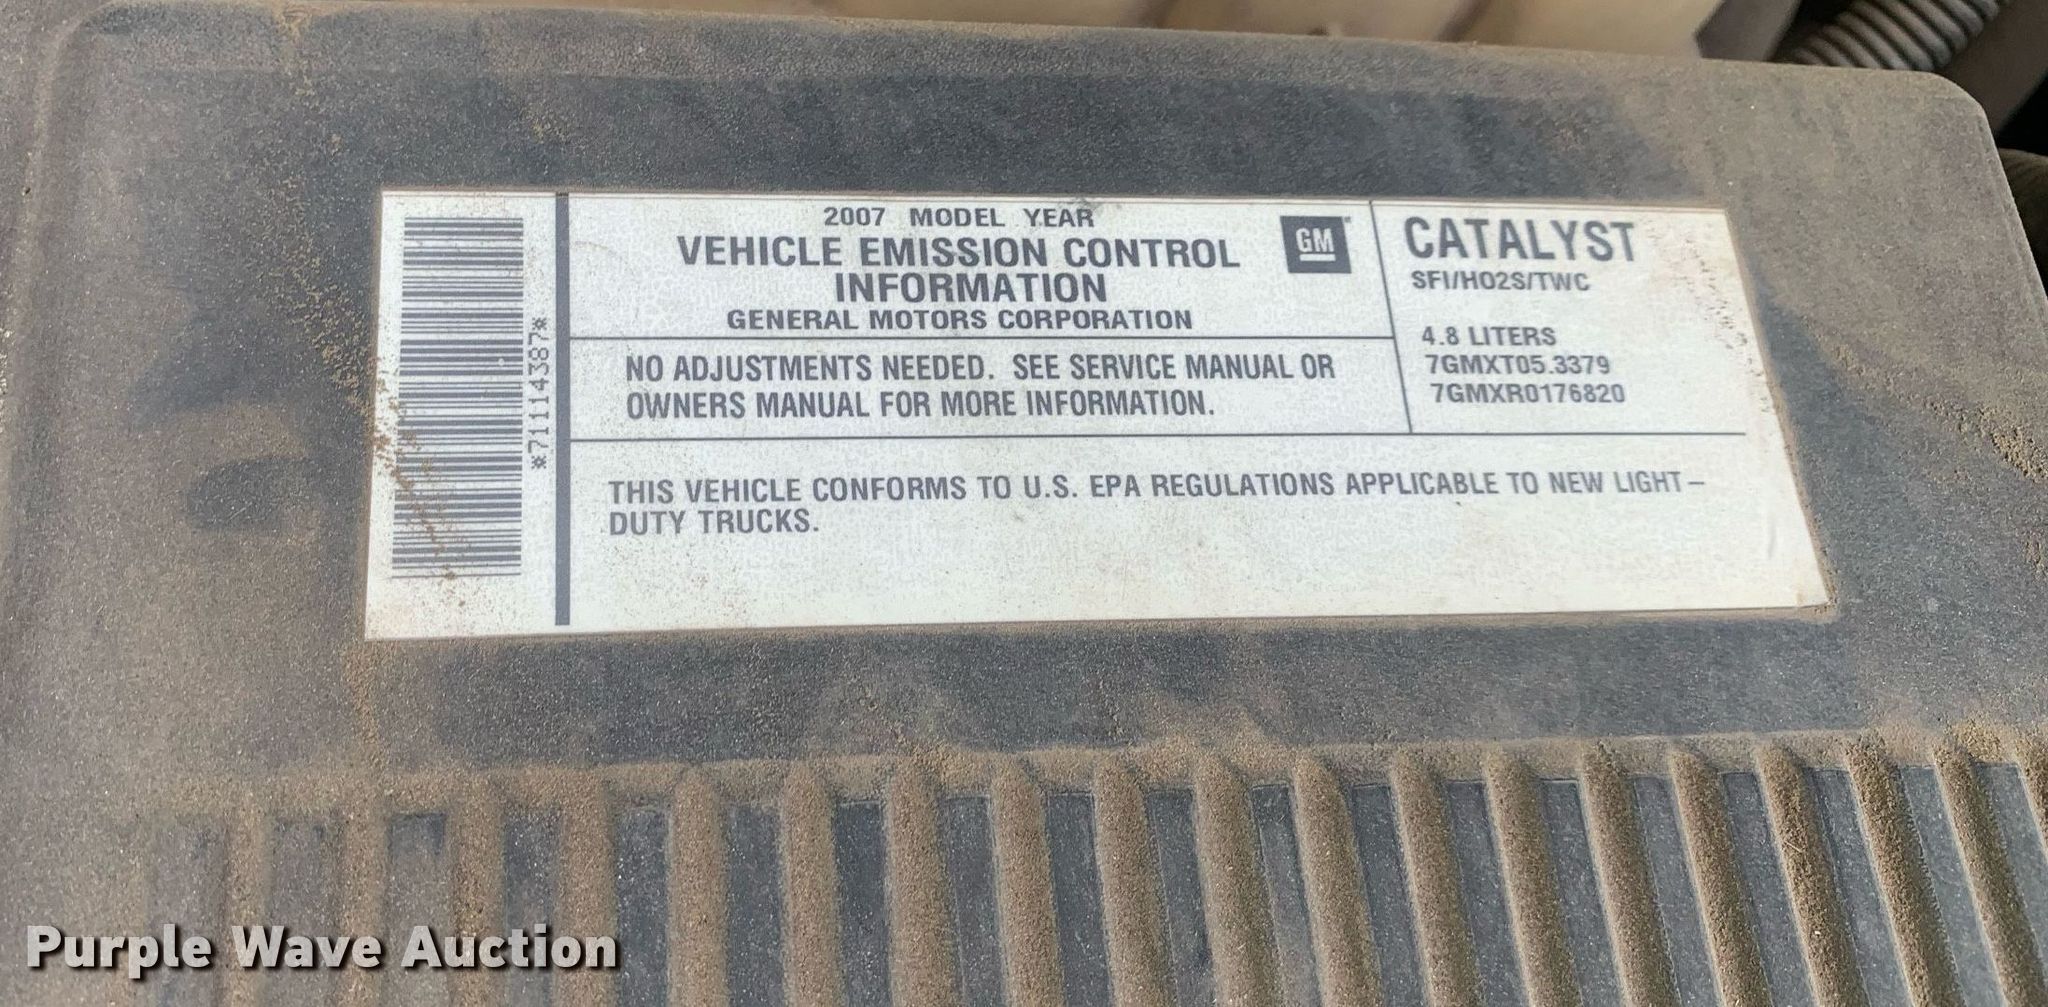 *71114387*
2007 MODEL YEAR
VEHICLE EMISSION CONTROL
INFORMATION
GENERAL MOTORS CORPORATION
GM
CATALYST
SFI/HO2S/TWC
4.8 LITERS
7GMXT05.3379
7GMXR0176820
NO ADJUSTMENTS NEEDED. SEE SERVICE MANUAL OR
OWNERS MANUAL FOR MORE INFORMATION.
THIS VEHICLE CONFORMS TO U.S. EPA REGULATIONS APPLICABLE TO NEW LIGHT-
DUTY TRUCKS.
Purple Wave Auction